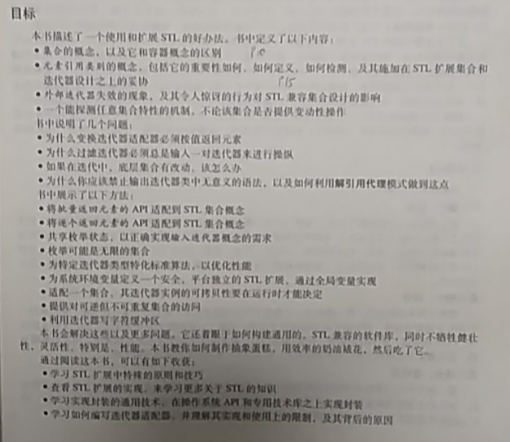 目标
本书描述了一个使用和扩展 STL 的好办法。书中定义了以下内容:
• 集合的概念，以及它和容器概念的区别
• 元素引用类别的概念，包括它的重要性如何、如何定义、如何检测，及其施加在 STL 扩展集合和
迭代器设计之上的妥协
• 外部迭代器失效的现象，及其令人惊讶的行为对 STL 兼容集合设计的影响
• 一个能探测任意集合特性的机制，不论该集合是否提供变动性操作
书中说明了几个问题:
• 为什么变换迭代器适配器必须按值返回元素
• 为什么过滤迭代器必须总是输入一对迭代器来进行操纵
• 如果在迭代中，底层集合有改动，该怎么办
• 为什么你应该禁止输出迭代器类中无意义的语法，以及如何利用解引用代理模式做到这点
书中展示了以下方法:
• 将批量返回元素的 API 适配到 STL 集合概念
• 将逐个返回元素的 API 适配到 STL 集合概念
• 共享枚举状态，以正确实现输入迭代器概念的需求
• 枚举可能是无限的集合
• 为特定迭代器类型特化标准算法，以优化性能
• 为系统环境变量定义一个安全、平台独立的 STL 扩展，通过全局变量实现
• 适配一个集合，其迭代器实例的可拷贝性要在运行时才能决定
• 提供对可逆但不可重复集合的访问
• 利用迭代器写字符缓冲区
本书会解决这些以及更多问题。它还着眼于如何构建通用的、STL 兼容的软件库，同时不牺牲健壮
性、灵活性，特别是，性能。本书教你如何制作抽象蛋糕，用效率的奶油裱花，然后吃了它。
通过阅读这本书，可以有如下收获:
• 学习 STL 扩展中特殊的原则和技巧
• 查看 STL 扩展的实现，来学习更多关于 STL 的知识
• 学习实现封装的通用技术，在操作系统 API 和专用技术库之上实现封装
• 学习如何编写迭代器适配器，并理解其实现和使用上的限制，及其背后的原因